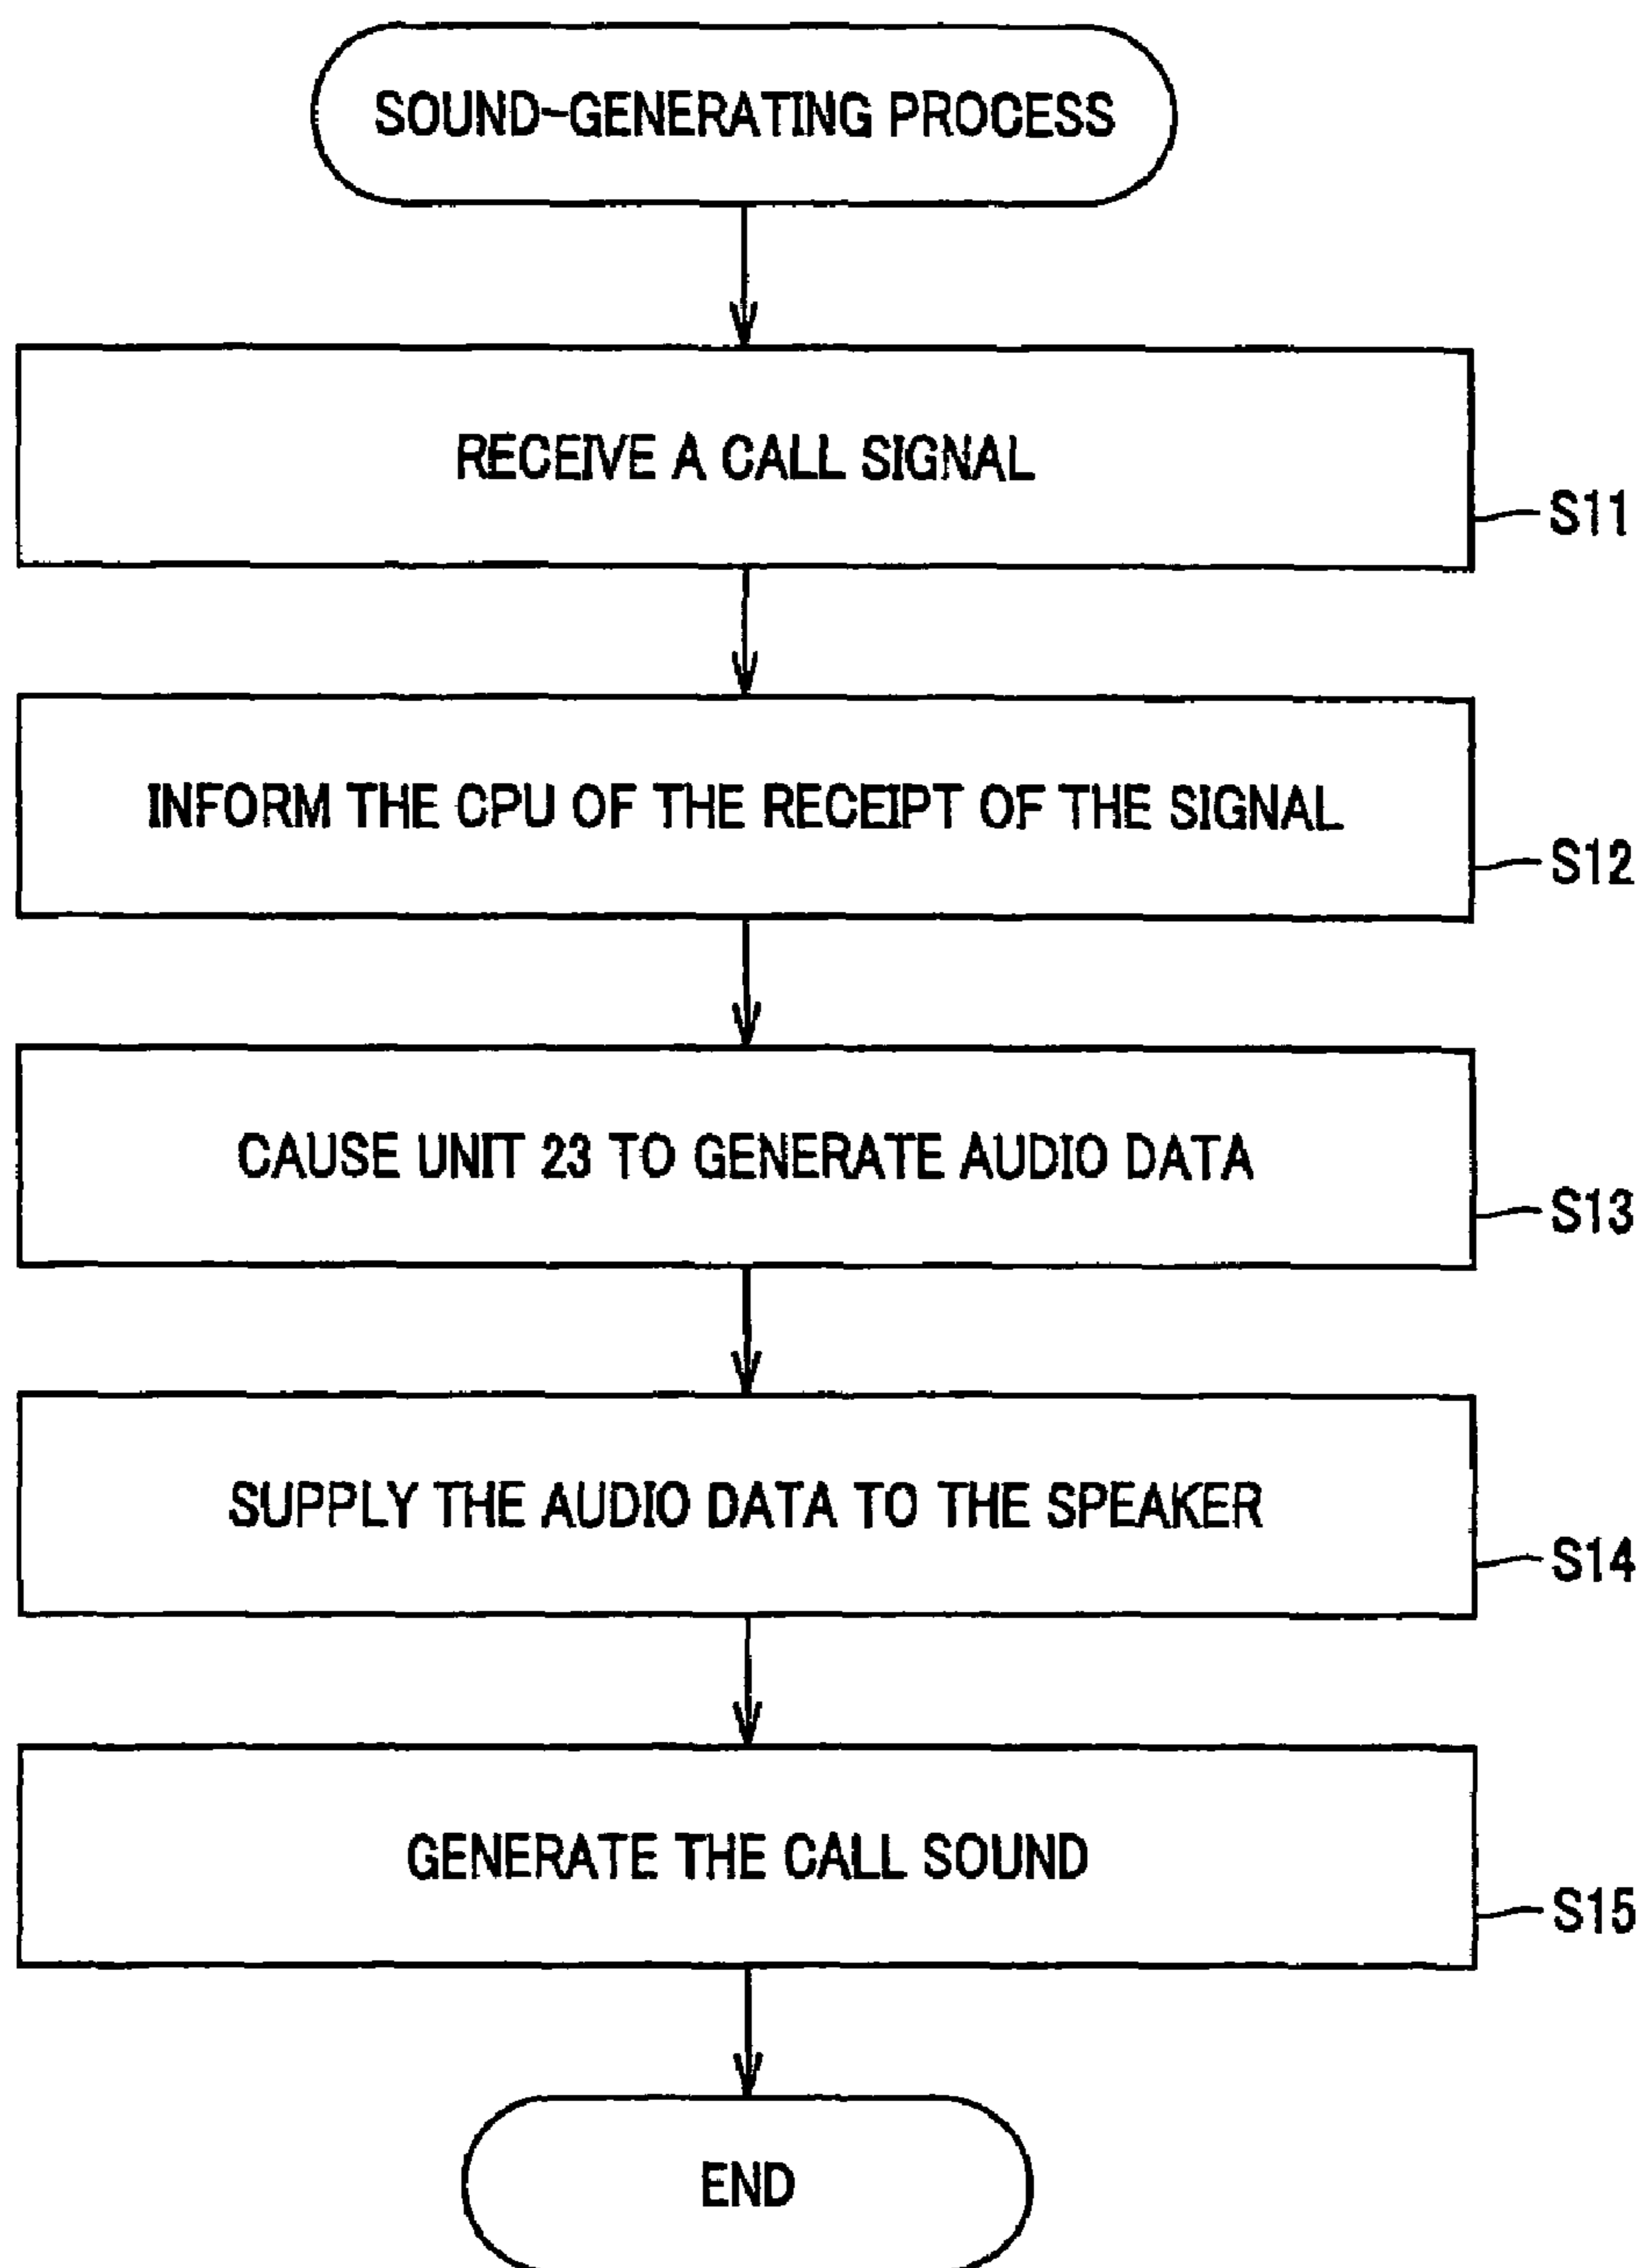 SOUND-GENERATING PROCESS
RECEIVE A CALL SIGNAL
S11
INFORM THE CPU OF THE RECEIPT OF THE SIGNAL
S12
CAUSE UNIT 23 TO GENERATE AUDIO DATA
S13
SUPPLY THE AUDIO DATA TO THE SPEAKER
S14
GENERATE THE CALL SOUND
S15
END